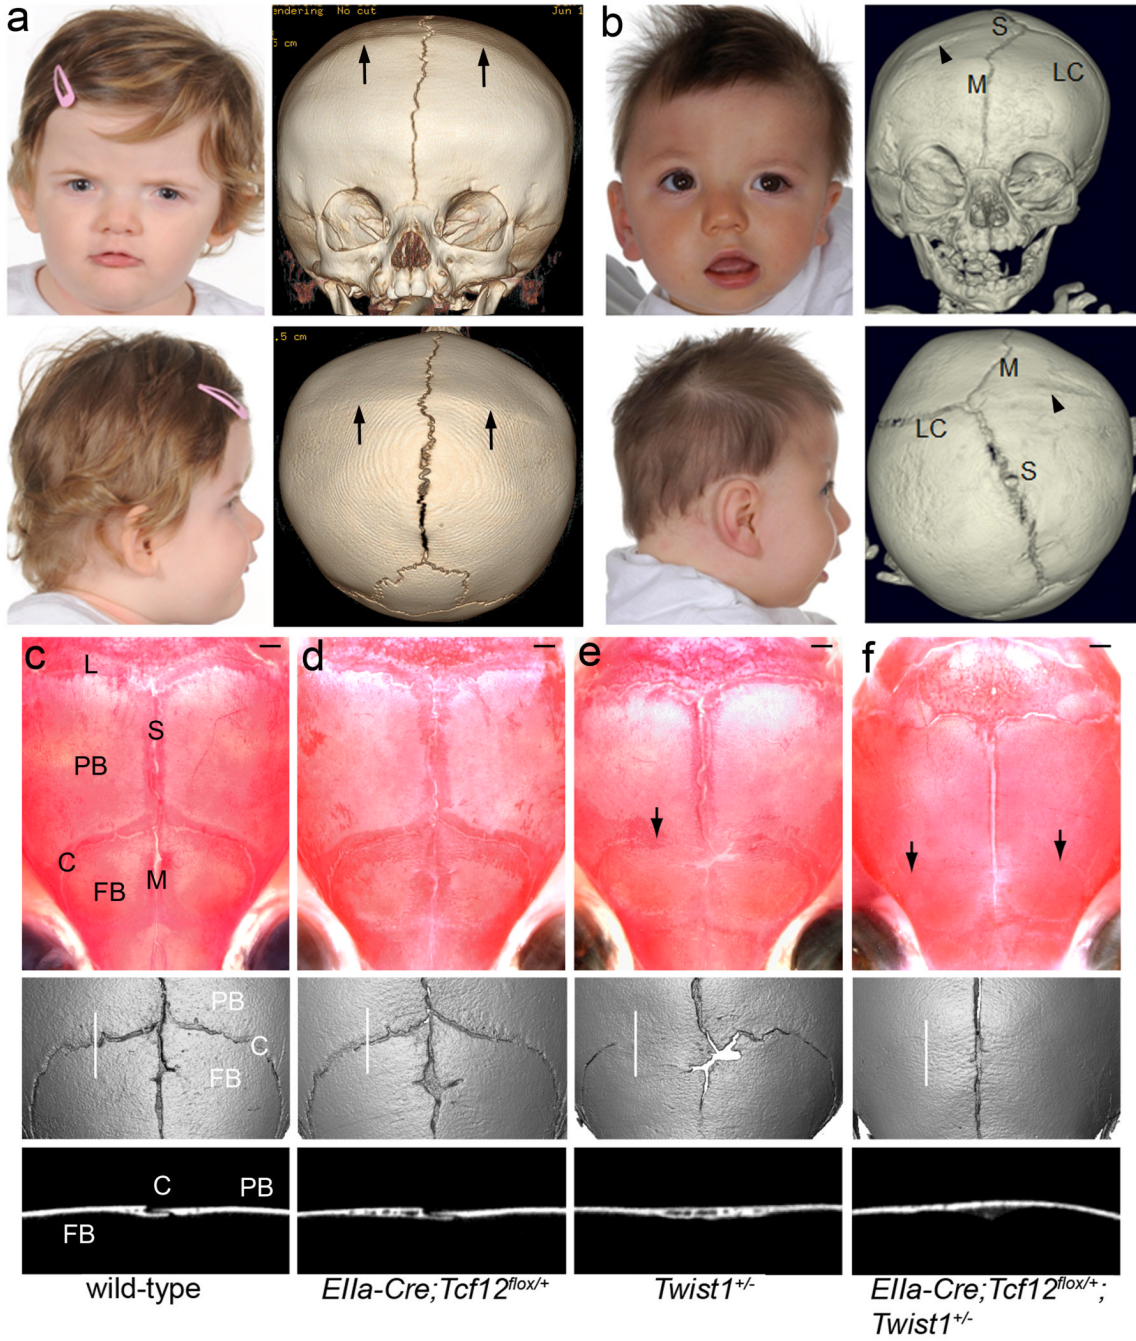 a
endering No cut
Jun 1
5 cm
b
S
M
LC
.5 cm
M
LC
S
c
L
S
PB
C
FB
M
d
e
f
PB
C
FB
C
PB
FB
wild-type
EIIa-Cre;Tcf12flox/+
Twist1+/-
EIIa-Cre;Tcf12flox/+;
Twist1+/-